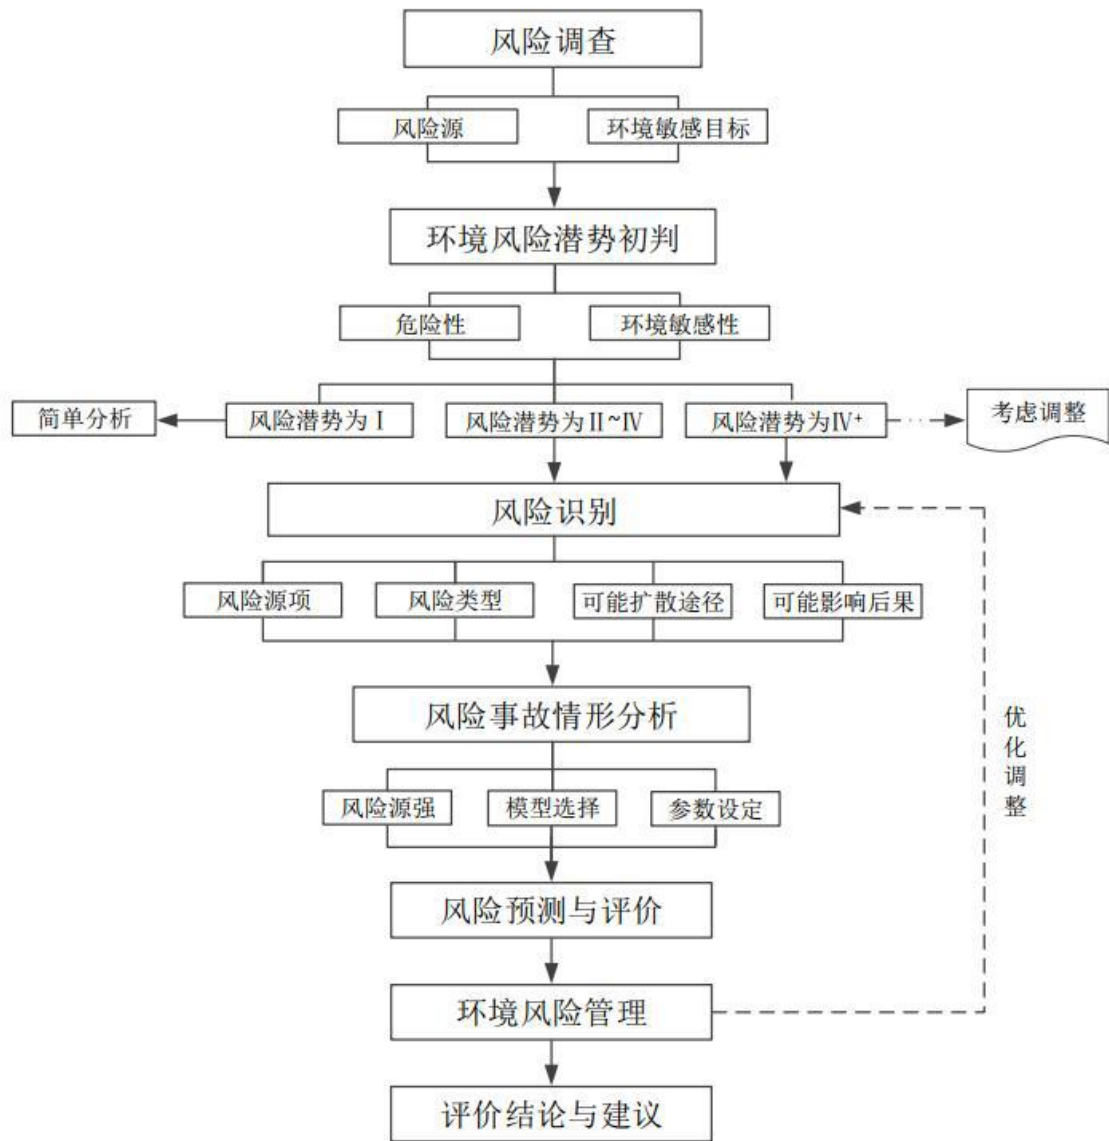 风险调查
风险源
环境敏感目标
环境风险潜势初判
危险性
环境敏感性
简单分析
风险潜势为Ⅰ
风险潜势为Ⅱ~Ⅳ
风险潜势为Ⅳ⁺
考虑调整
风险识别
风险源项
风险类型
可能扩散途径
可能影响后果
风险事故情形分析
优化调整
风险源强
模型选择
参数设定
风险预测与评价
环境风险管理
评价结论与建议